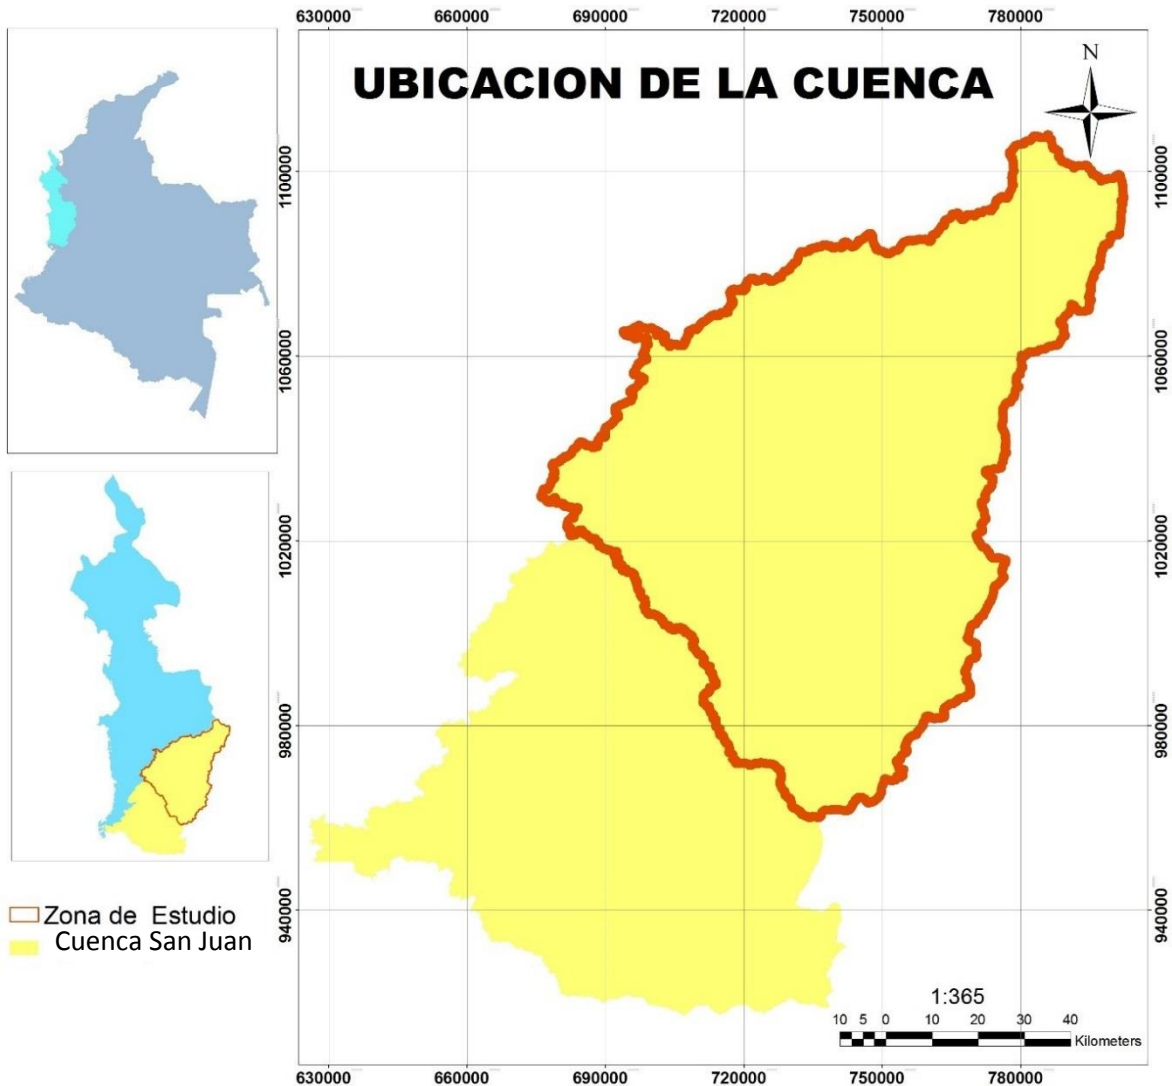 630000 660000 690000 720000 750000 780000
UBICACION DE LA CUENCA
N
1100000
1060000
1020000
980000
940000
1100000
1060000
1020000
980000
940000
Zona de Estudio
Cuenca San Juan
1:365
10 5 0 10 20 30 40
Kilometers
630000 660000 690000 720000 750000 780000